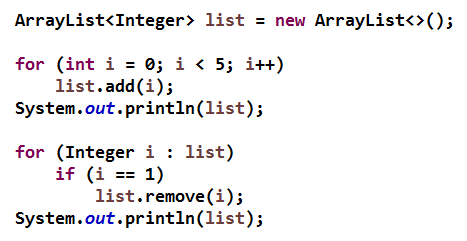 ArrayList<Integer> list = new ArrayList<>();
for (int i = 0; i < 5; i++)
    list.add(i);
System.out.println(list);
for (Integer i : list)
    if (i == 1)
        list.remove(i);
System.out.println(list);